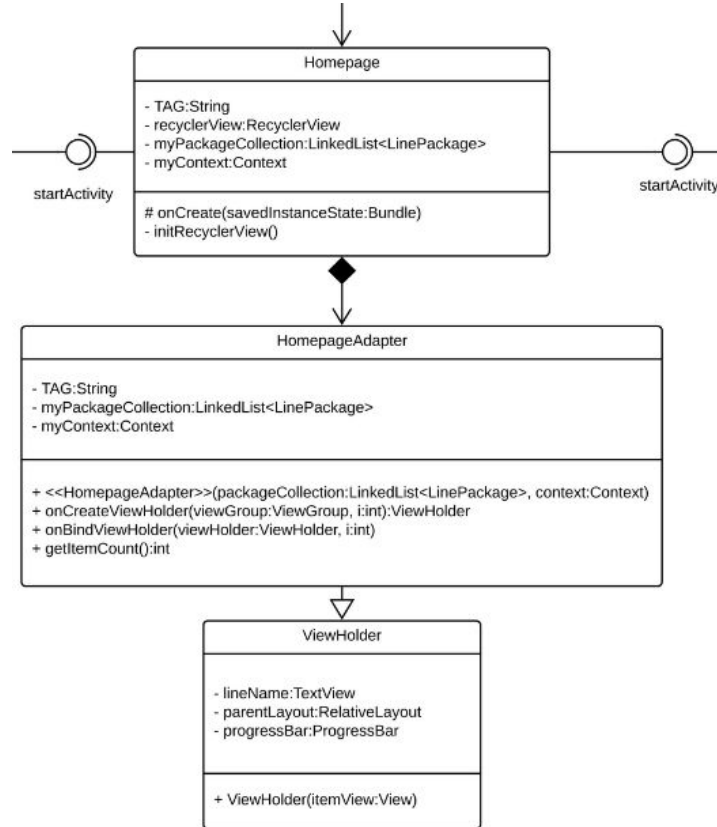 Homepage
- TAG:String
- recyclerView:RecyclerView
- myPackageCollection:LinkedList<LinePackage>
- myContext:Context
startActivity
startActivity
# onCreate(savedInstanceState:Bundle)
- initRecyclerView()
HomepageAdapter
- TAG:String
- myPackageCollection:LinkedList<LinePackage>
- myContext:Context
+ <<HomepageAdapter>>(packageCollection:LinkedList<LinePackage>, context:Context)
+ onCreateViewHolder(viewGroup:ViewGroup, i:int):ViewHolder
+ onBindViewHolder(viewHolder:ViewHolder, i:int)
+ getItemCount():int
ViewHolder
- lineName:TextView
- parentLayout:RelativeLayout
- progressBar:ProgressBar
+ ViewHolder(itemView:View)